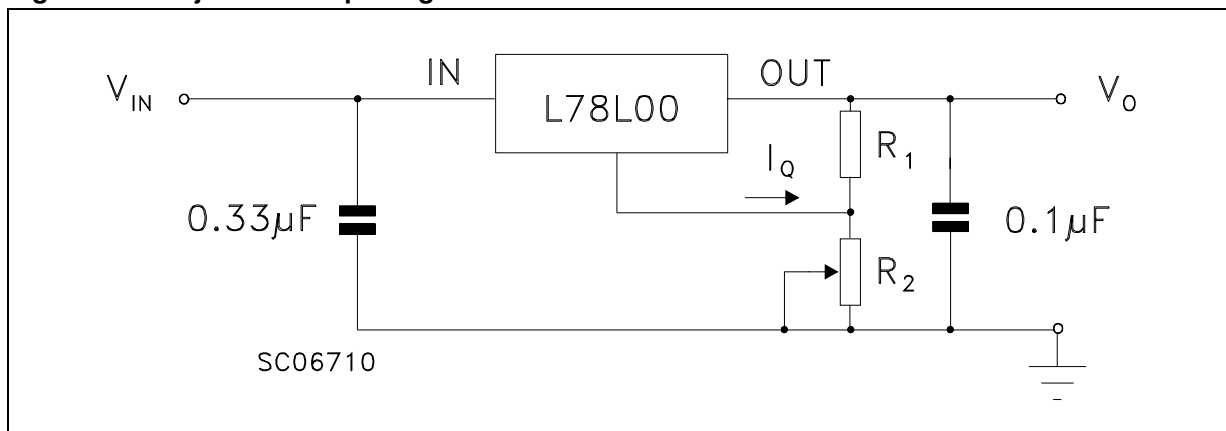 V_IN
IN
L78L00
OUT
V_O
I_Q
R_1
0.33µF
0.1µF
R_2
SC06710